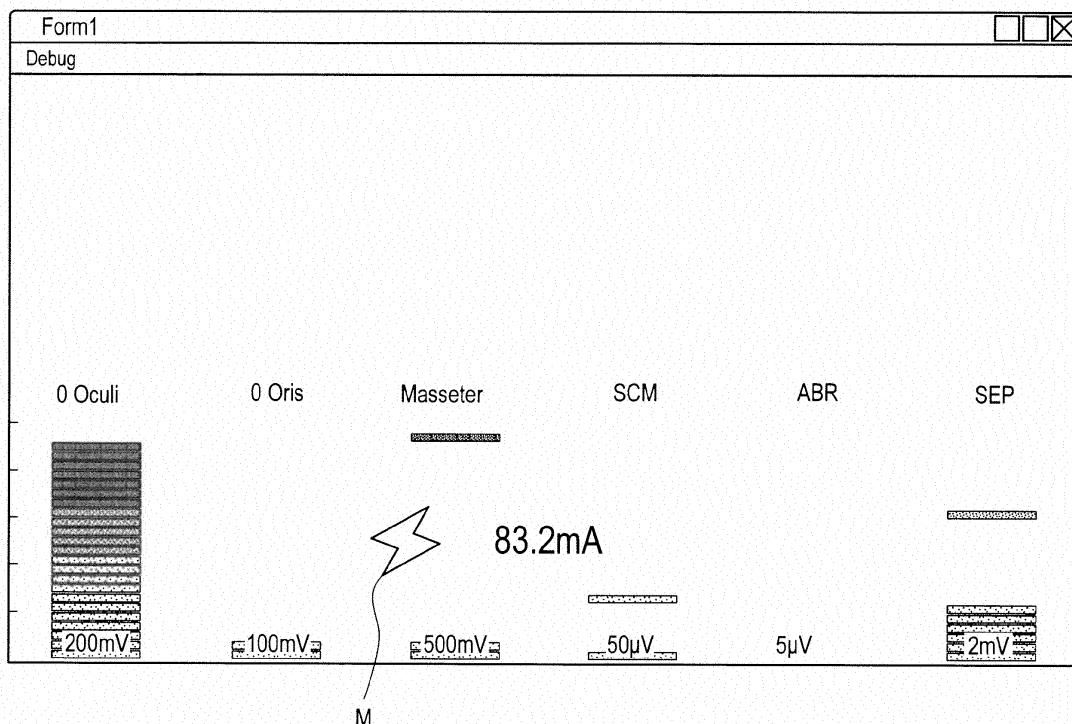 Form1
Debug
0 Oculi 0 Oris Masseter SCM ABR SEP
83.2mA
200mV 100mV 500mV 50μV 5μV 2mV
M